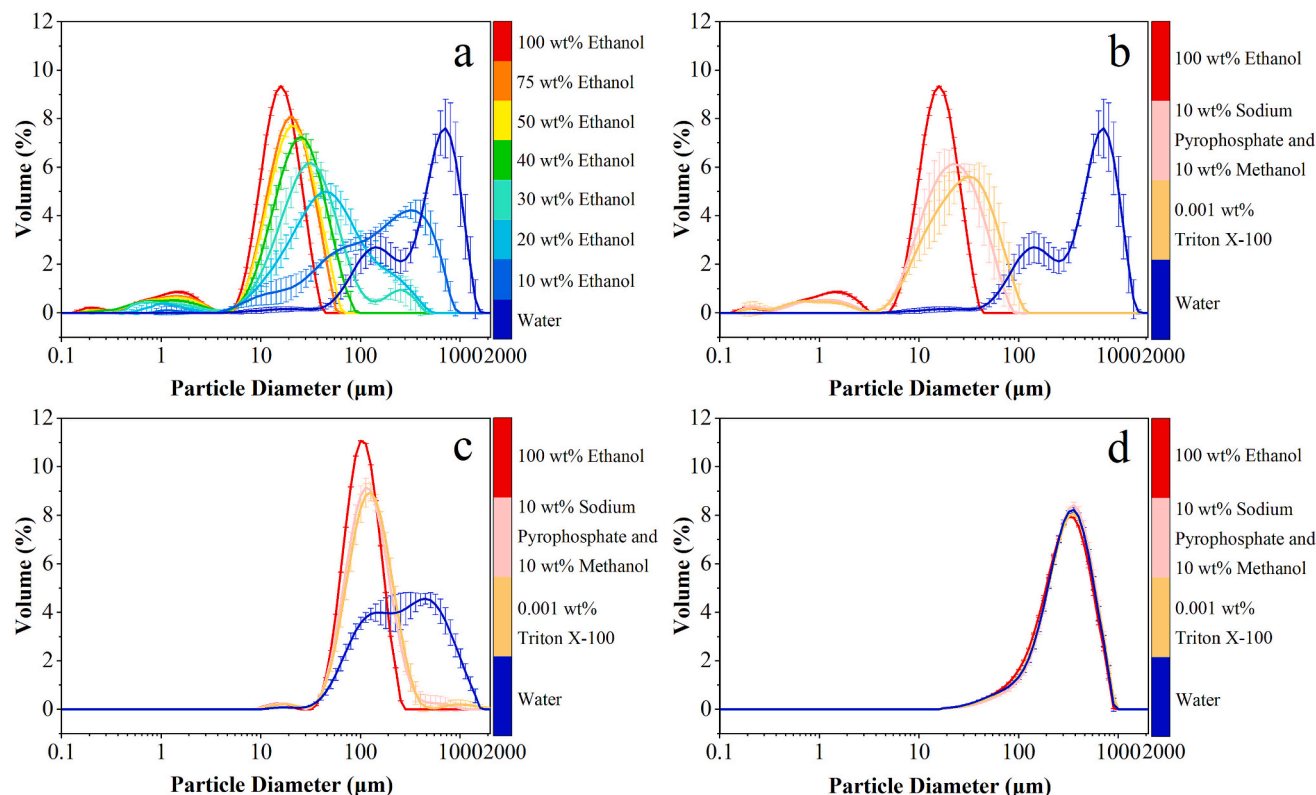 12
10
8
6
4
2
0
Volume (%)
a
0.1 1 10 100 1000 2000
Particle Diameter (μm)
100 wt% Ethanol
75 wt% Ethanol
50 wt% Ethanol
40 wt% Ethanol
30 wt% Ethanol
20 wt% Ethanol
10 wt% Ethanol
Water
12
10
8
6
4
2
0
Volume (%)
b
0.1 1 10 100 1000 2000
Particle Diameter (μm)
100 wt% Ethanol
10 wt% Sodium
Pyrophosphate and
10 wt% Methanol
0.001 wt%
Triton X-100
Water
12
10
8
6
4
2
0
Volume (%)
c
0.1 1 10 100 1000 2000
Particle Diameter (μm)
100 wt% Ethanol
10 wt% Sodium
Pyrophosphate and
10 wt% Methanol
0.001 wt%
Triton X-100
Water
12
10
8
6
4
2
0
Volume (%)
d
0.1 1 10 100 1000 2000
Particle Diameter (μm)
100 wt% Ethanol
10 wt% Sodium
Pyrophosphate and
10 wt% Methanol
0.001 wt%
Triton X-100
Water